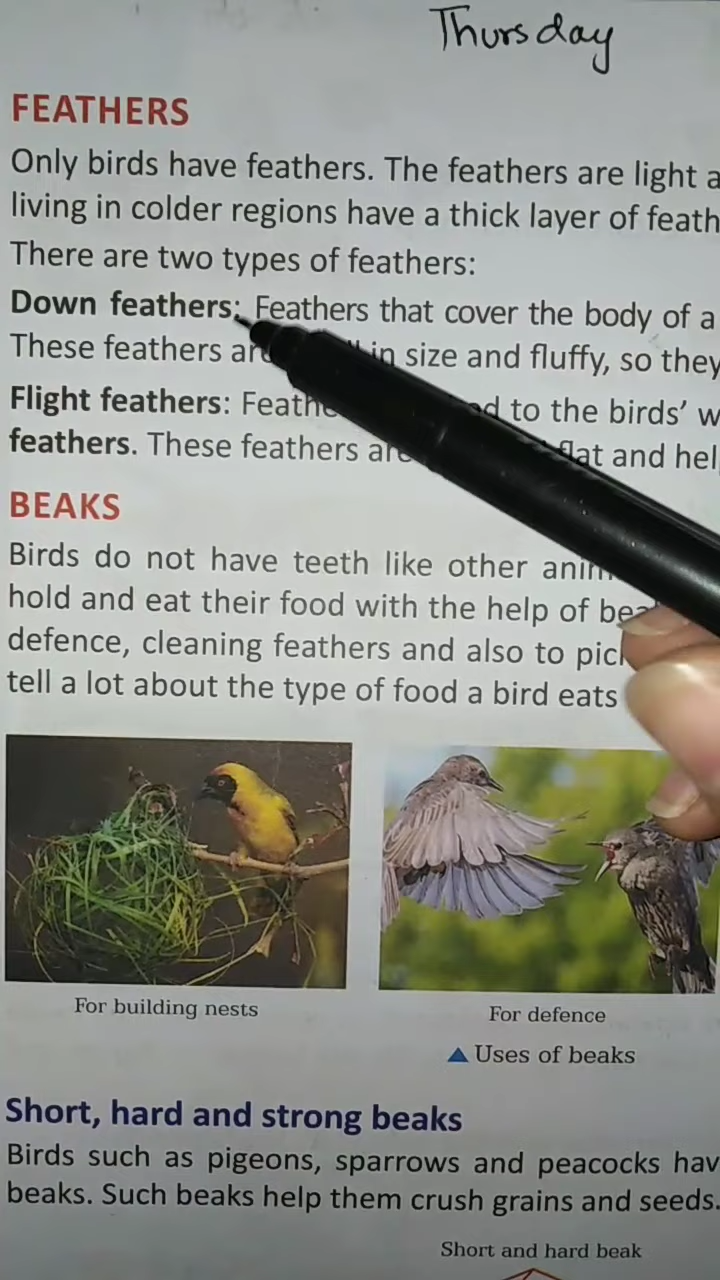 Thursday
FEATHERS
Only birds have feathers. The feathers are light a
living in colder regions have a thick layer of feath
There are two types of feathers:
Down feathers: Feathers that cover the body of a
These feathers in size and fluffy, so they
Flight feathers: to the birds' w
feathers. These feathers flat and hel
BEAKS
Birds do not have teeth like other
hold and eat their food with the help of
defence, cleaning feathers and also to
tell a lot about the type of food a bird eats
For building nests
For defence
▲ Uses of beaks
Short, hard and strong beaks
Birds such as pigeons, sparrows and peacocks hav
beaks. Such beaks help them crush grains and seeds.
Short and hard beak